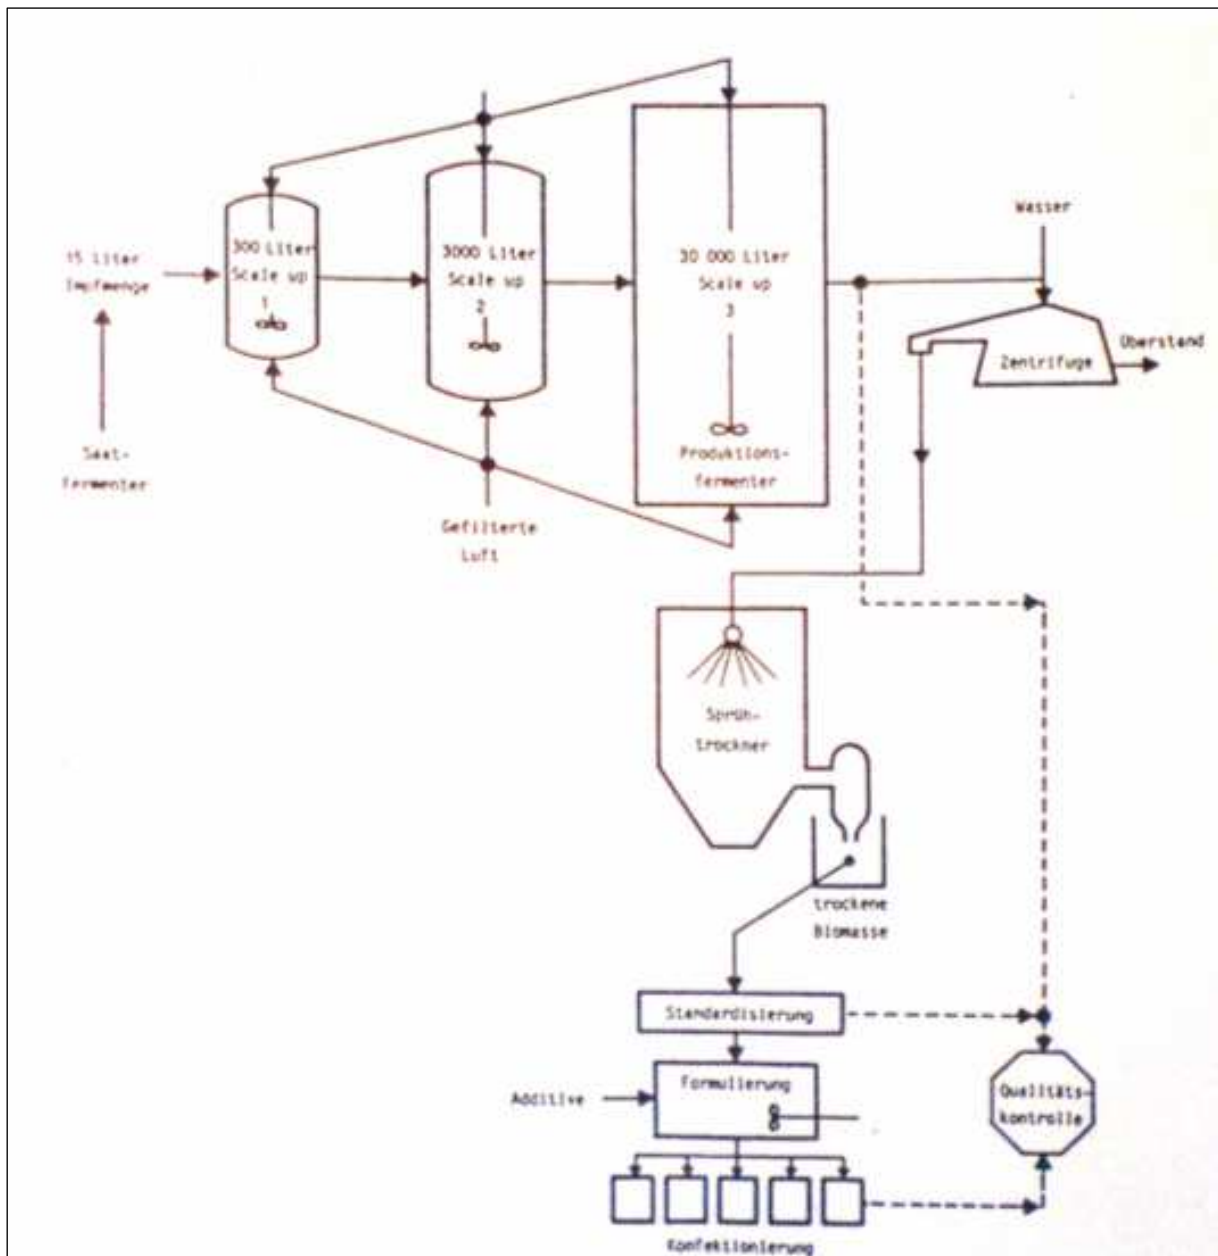 15 Liter
Impfmenge
300 Liter
Scale up
1
3000 Liter
Scale up
2
30 000 Liter
Scale up
3
Wasser
Zentrifuge
Überstand
Saat-
fermenter
Gefilterte
Luft
Produktions-
fermenter
Sprüh-
trockner
trockene
Biomasse
Standardisierung
Formulierung
Additive
Qualitäts-
kontrolle
Konfektionierung